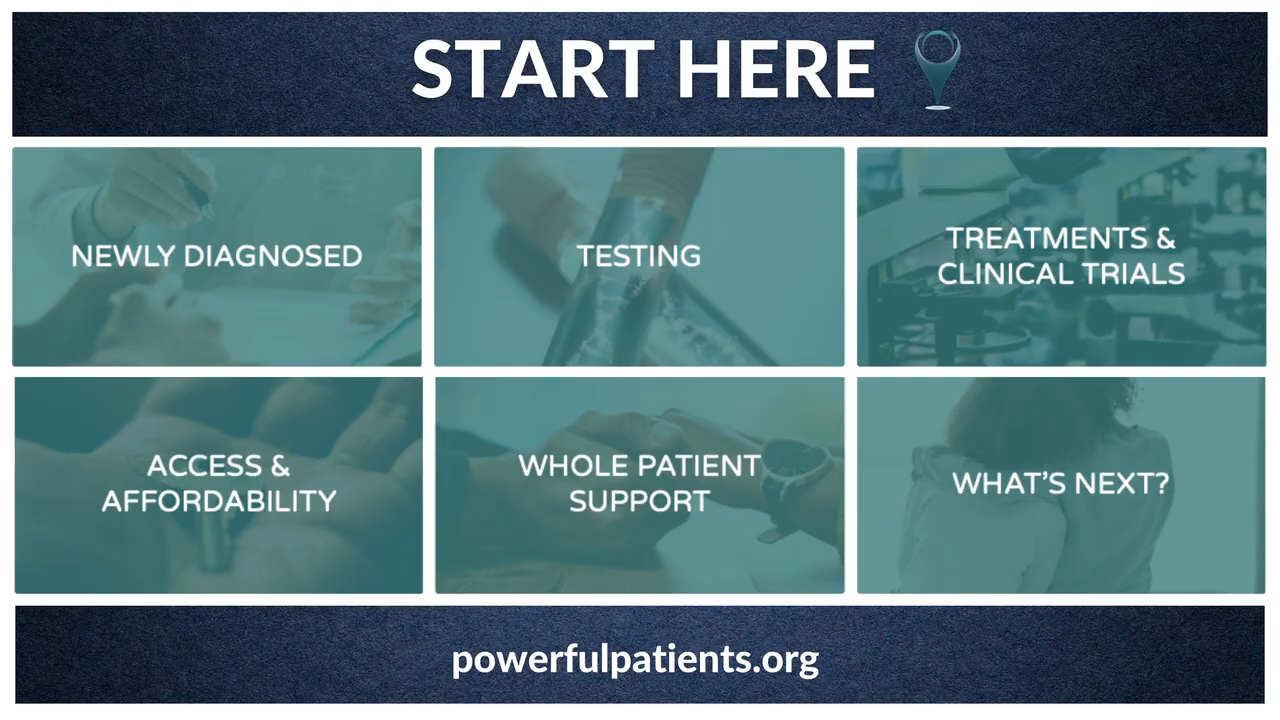 START HERE
NEWLY DIAGNOSED
TESTING
TREATMENTS &
CLINICAL TRIALS
ACCESS &
AFFORDABILITY
WHOLE PATIENT
SUPPORT
WHAT’S NEXT?
powerfulpatients.org